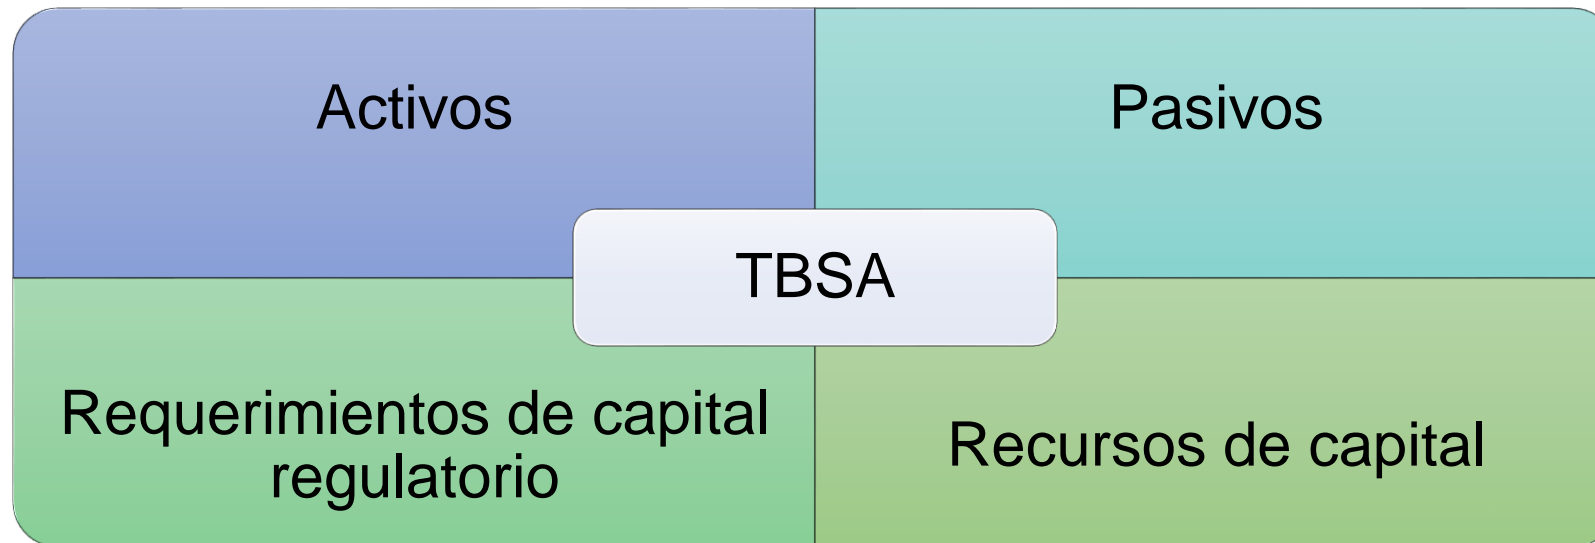 Activos
Pasivos
TBSA
Requerimientos de capital
regulatorio
Recursos de capital